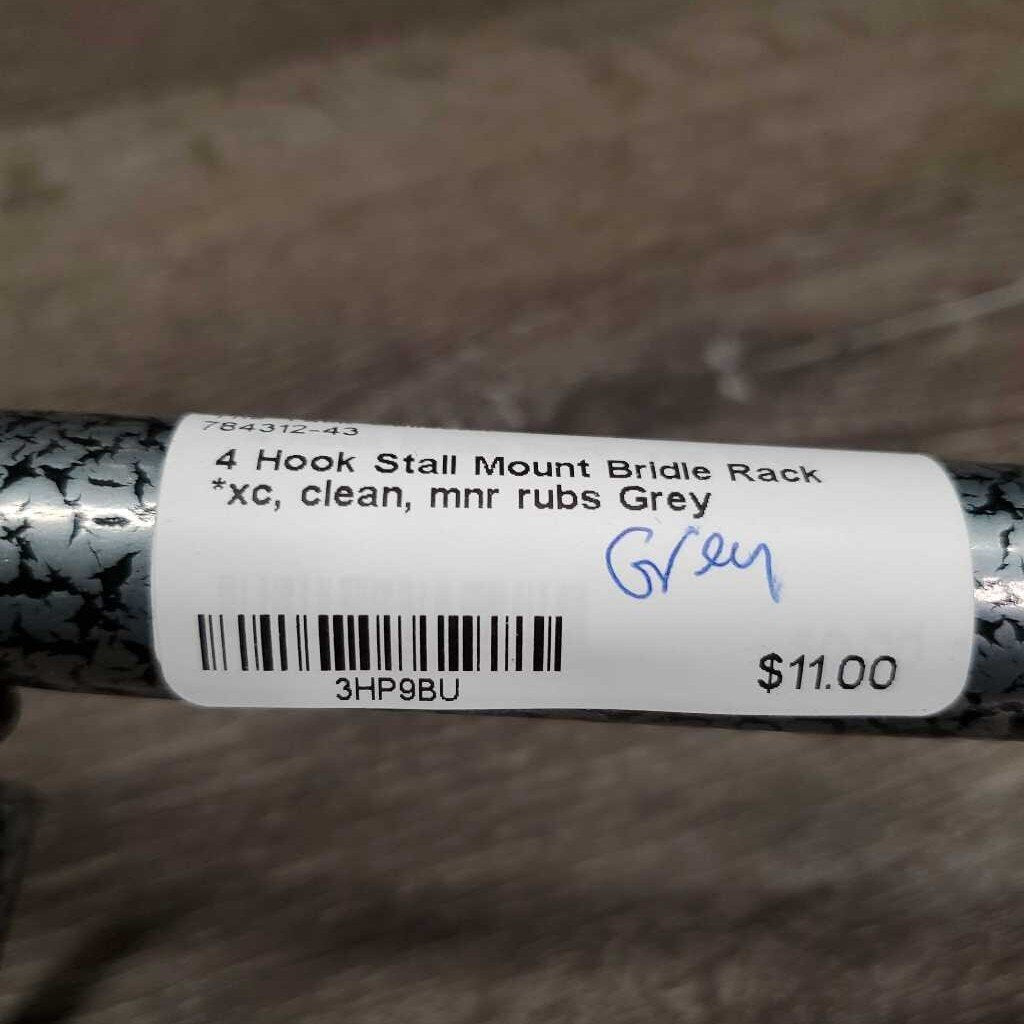 784312-43
4 Hook Stall Mount Bridle Rack
*xc, clean, mnr rubs Grey
Grey
3HP9BU
$11.00